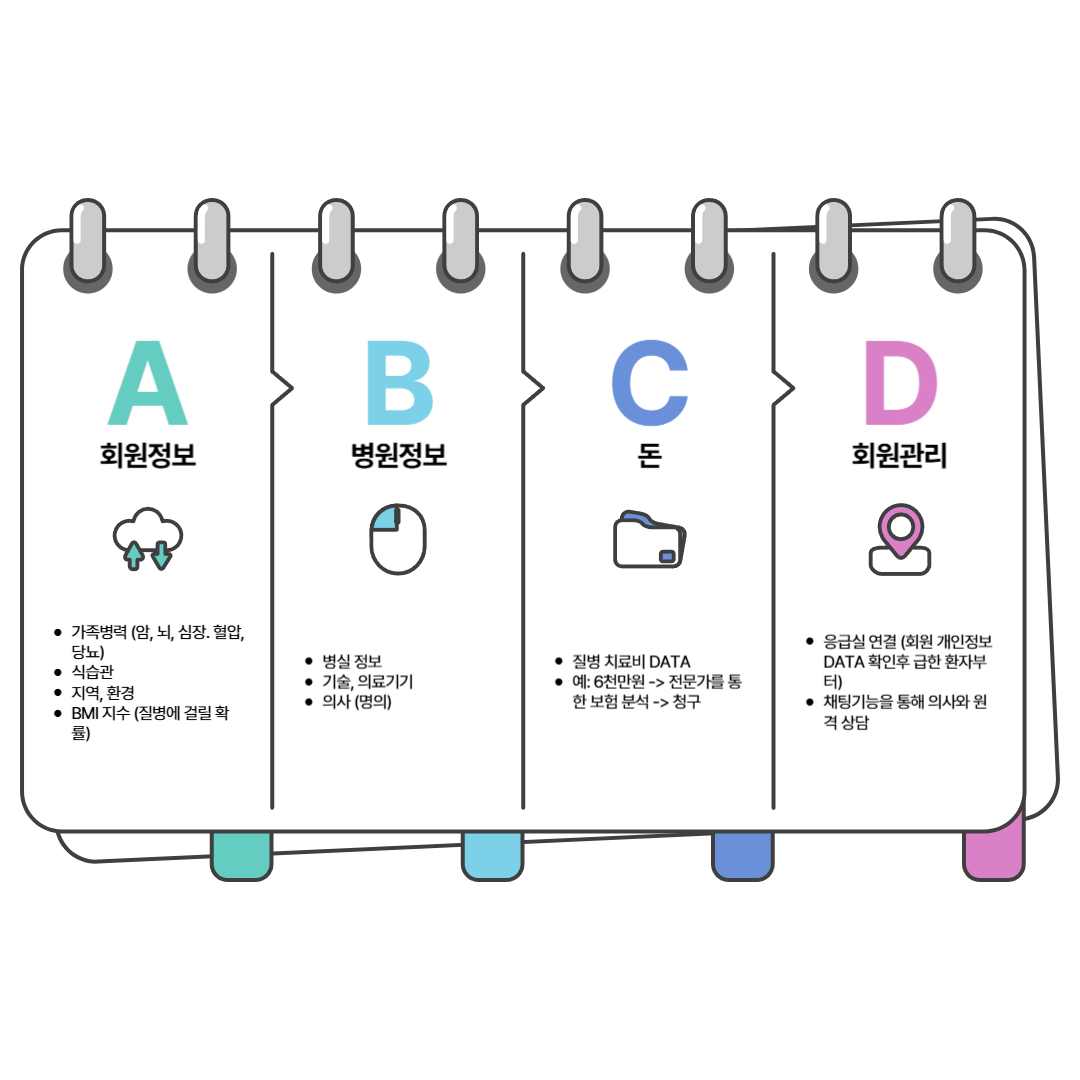 A
회원정보
• 가족병력 (암, 뇌, 심장. 혈압,
당뇨)
• 식습관
• 지역, 환경
• BMI 지수 (질병에 걸릴 확
률)
B
병원정보
• 병실 정보
• 기술, 의료기기
• 의사 (명의)
C
돈
• 질병 치료비 DATA
• 예: 6천만원 -> 전문가를 통
한 보험 분석 -> 청구
D
회원관리
• 응급실 연결 (회원 개인정보
DATA 확인후 급한 환자부
터)
• 채팅기능을 통해 의사와 원
격 상담